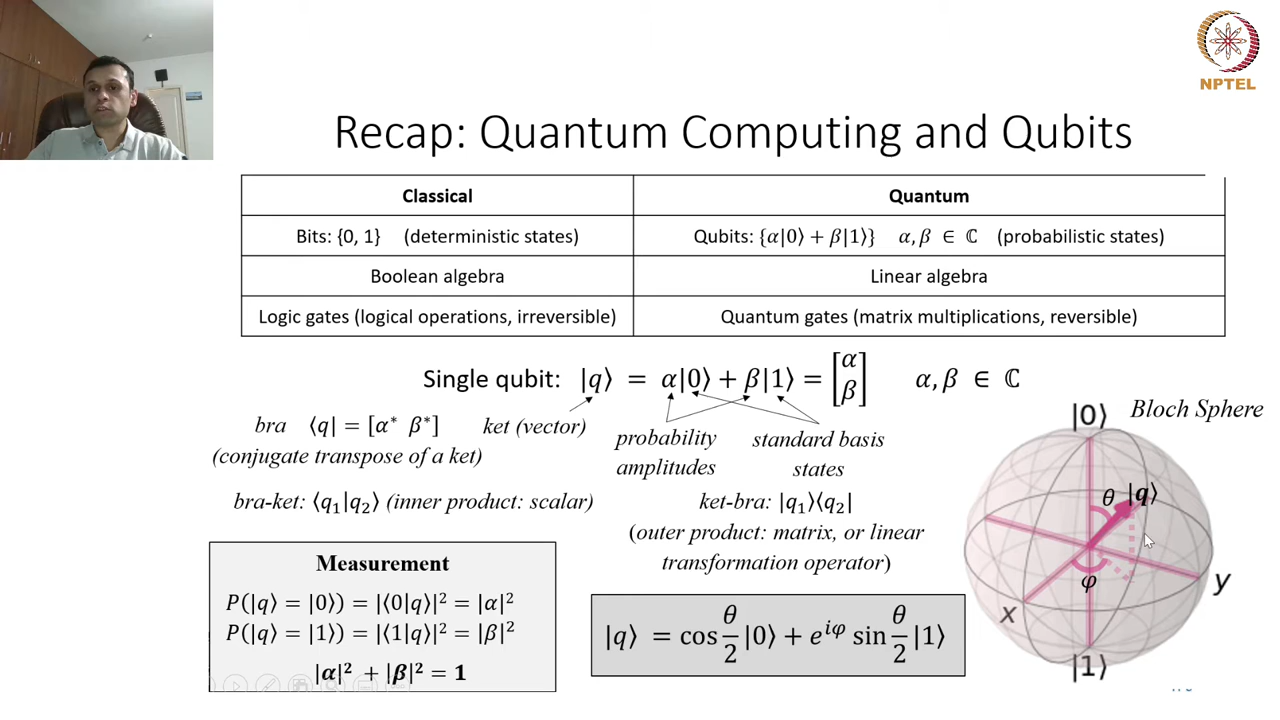 NPTEL
Recap: Quantum Computing and Qubits
Classical
Quantum
Bits: {0, 1} (deterministic states)
Qubits: {α|0⟩ + β|1⟩} α, β ∈ ℂ (probabilistic states)
Boolean algebra
Linear algebra
Logic gates (logical operations, irreversible)
Quantum gates (matrix multiplications, reversible)
Single qubit: |q⟩ = α|0⟩ + β|1⟩ = [α β] α, β ∈ ℂ
bra ⟨q| = [α* β*]
(conjugate transpose of a ket)
ket (vector)
probability
amplitudes
standard basis
states
bra-ket: ⟨q₁|q₂⟩ (inner product: scalar)
ket-bra: |q₁⟩⟨q₂|
(outer product: matrix, or linear
transformation operator)
Measurement
P(|q⟩ = |0⟩) = |⟨0|q⟩|² = |α|²
P(|q⟩ = |1⟩) = |⟨1|q⟩|² = |β|²
|α|² + |β|² = 1
|q⟩ = cos θ/2 |0⟩ + e^{iφ} sin θ/2 |1⟩
Bloch Sphere
|0⟩
θ
|q⟩
φ
x
y
|1⟩